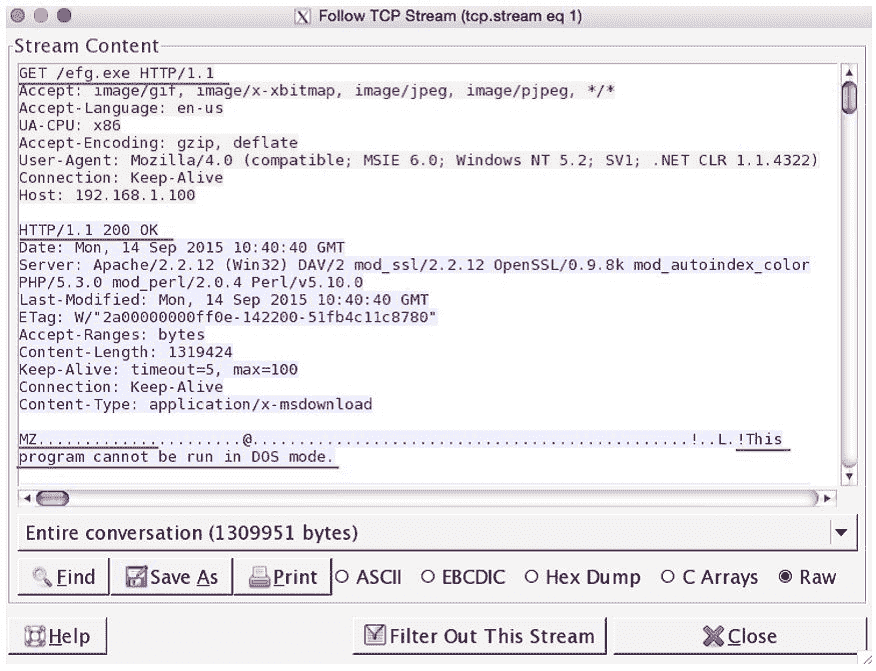 Follow TCP Stream (tcp.stream eq 1)
Stream Content
GET /efg.exe HTTP/1.1
Accept: image/gif, image/x-xbitmap, image/jpeg, image/pjpeg, */*
Accept-Language: en-us
UA-CPU: x86
Accept-Encoding: gzip, deflate
User-Agent: Mozilla/4.0 (compatible; MSIE 6.0; Windows NT 5.2; SV1; .NET CLR 1.1.4322)
Connection: Keep-Alive
Host: 192.168.1.100
HTTP/1.1 200 OK
Date: Mon, 14 Sep 2015 10:40:40 GMT
Server: Apache/2.2.12 (Win32) DAV/2 mod_ssl/2.2.12 OpenSSL/0.9.8k mod_autoindex_color
PHP/5.3.0 mod_perl/2.0.4 Perl/v5.10.0
Last-Modified: Mon, 14 Sep 2015 10:40:40 GMT
ETag: W/"2a00000000ff0e-142200-51fb4c11c8780"
Accept-Ranges: bytes
Content-Length: 1319424
Keep-Alive: timeout=5, max=100
Connection: Keep-Alive
Content-Type: application/x-msdownload
MZ......................@...............................................!..L.!This
program cannot be run in DOS mode.
Entire conversation (1309951 bytes)
Find Save As Print ASCII EBCDIC Hex Dump C Arrays Raw
Help Filter Out This Stream Close